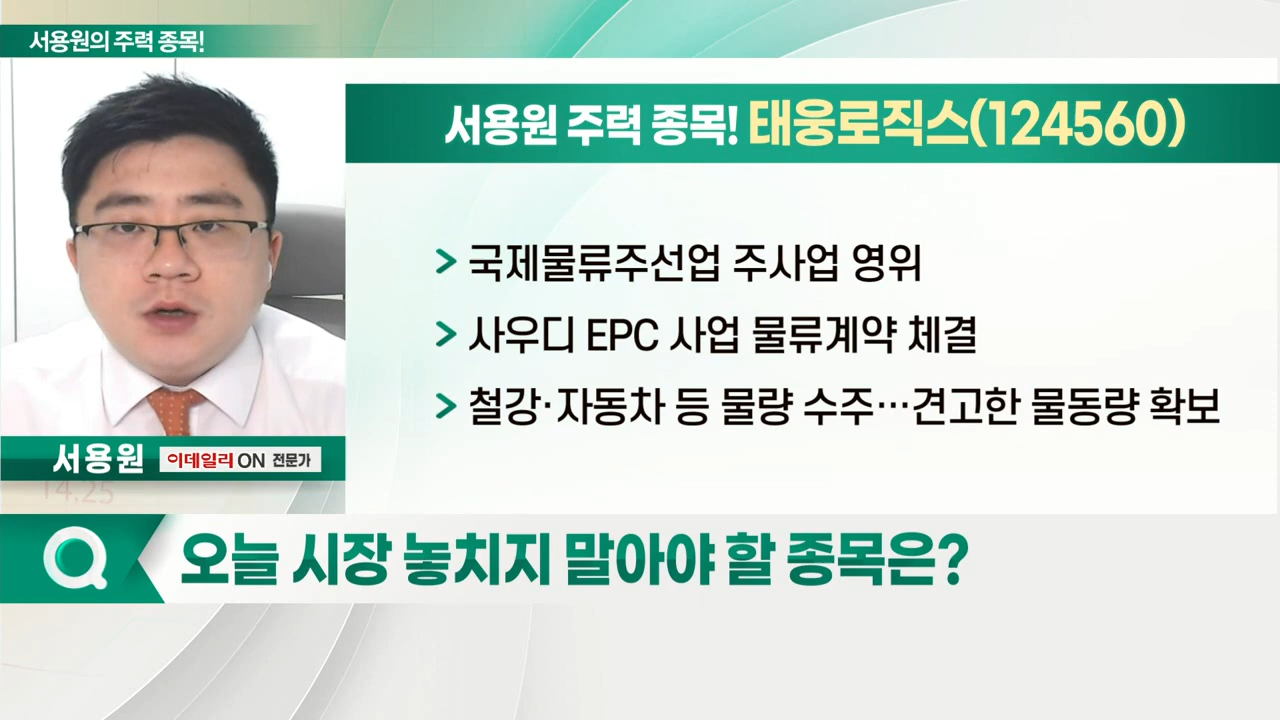 서용원의 주력 종목!
서용원 주력 종목! 태웅로직스(124560)
> 국제물류주선업 주사업 영위
> 사우디 EPC 사업 물류계약 체결
> 철강·자동차 등 물량 수주…견고한 물동량 확보
서용원 이데일리 ON 전문가
14.25
Q 오늘 시장 놓치지 말아야 할 종목은?